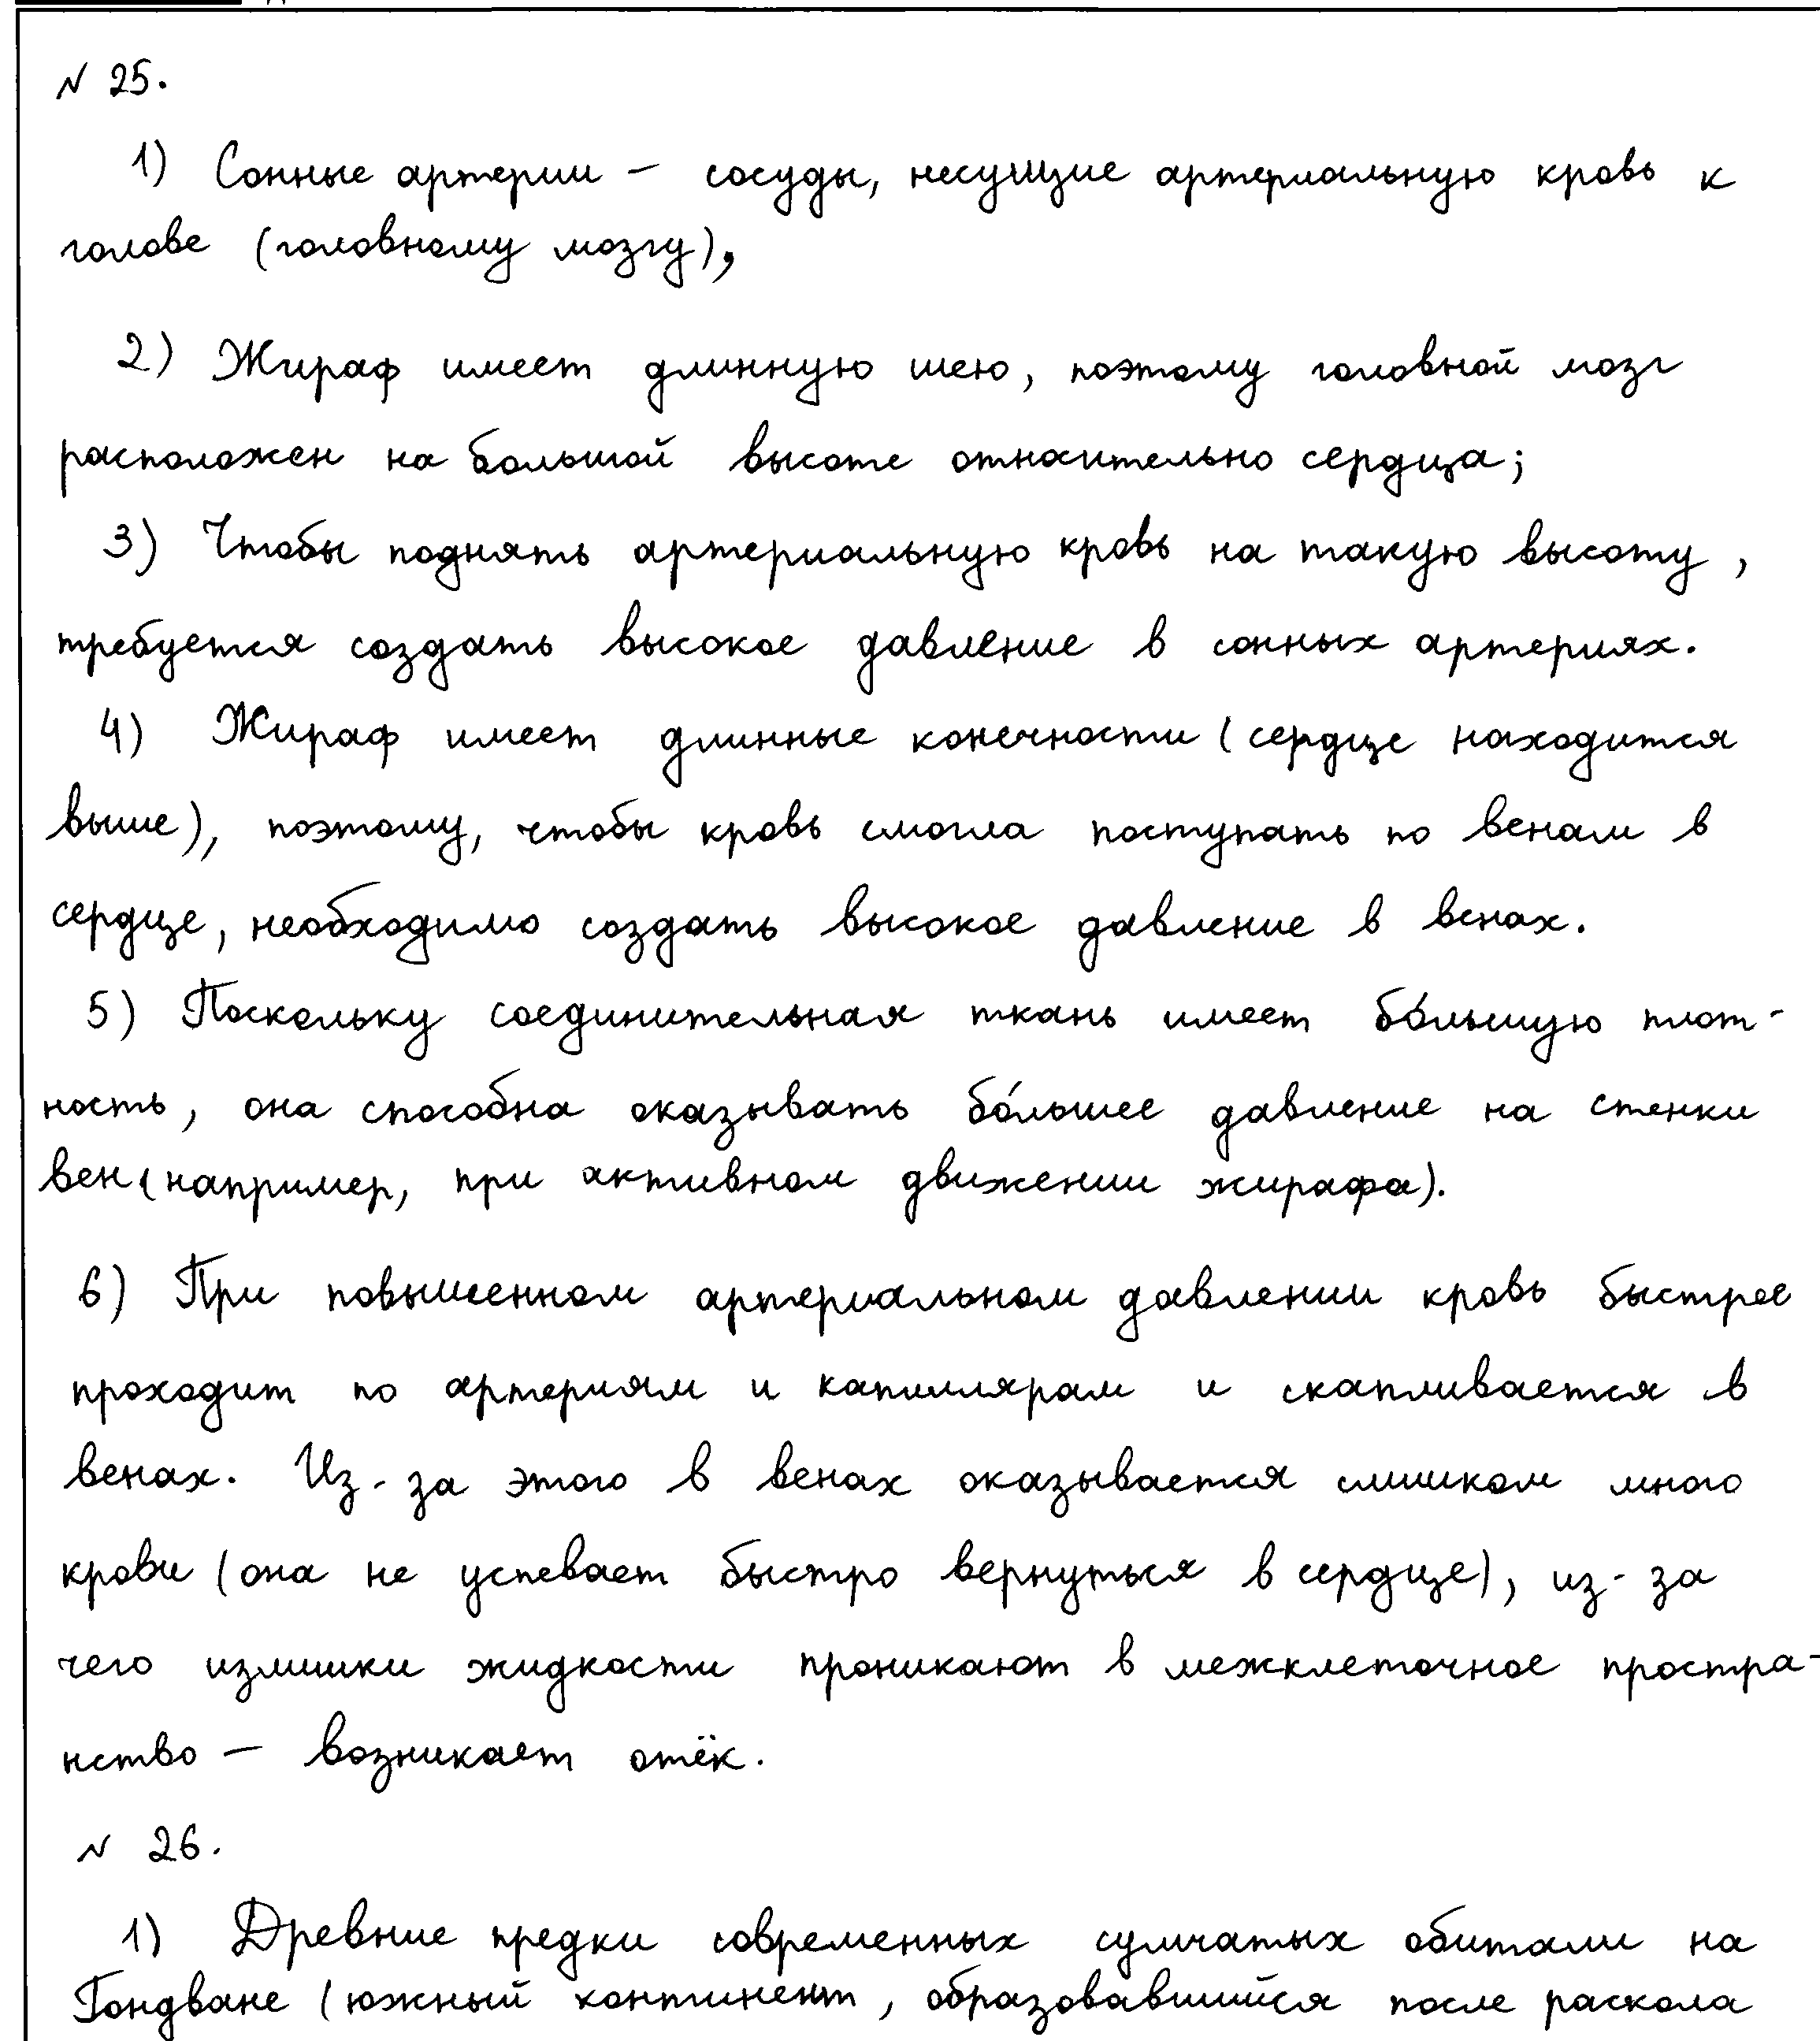 № 25.
1) Сонные артерии – сосуды, несущие артериальную кровь к
голове (головному мозгу),
2) Жираф имеет длинную шею, поэтому головной мозг
расположен на большой высоте относительно сердца;
3) Чтобы поднять артериальную кровь на такую высоту,
требуется создать высокое давление в сонных артериях.
4) Жираф имеет длинные конечности (сердце находится
выше), поэтому, чтобы кровь смогла поступать по венам в
сердце, необходимо создать высокое давление в венах.
5) Поскольку соединительная ткань имеет бо́льшую плот-
ность, она способна оказывать бо́льшее давление на стенки
вен (например, при активном движении жирафа).
6) При повышенном артериальном давлении кровь быстрее
проходит по артериям и капиллярам и скапливается в
венах. Из-за этого в венах оказывается слишком много
крови (она не успевает быстро вернуться в сердце), из-за
чего излишки жидкости проникают в межклеточное простра-
нство – возникает отёк.
№ 26.
1) Древние предки современных сумчатых обитали на
Гондване (южный континент, образовавшийся после раскола